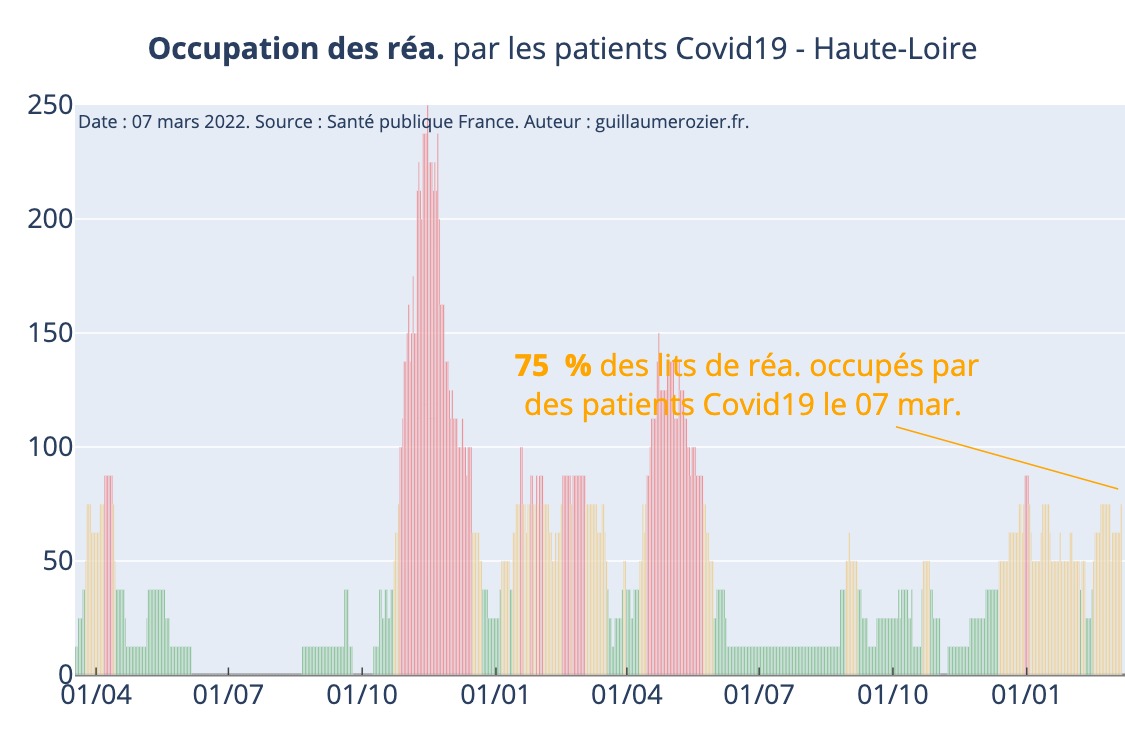 Occupation des réa. par les patients Covid19 - Haute-Loire
250
Date : 07 mars 2022. Source : Santé publique France. Auteur : guillaumerozier.fr.
200
150
75 % des lits de réa. occupés par
des patients Covid19 le 07 mar.
100
50
0
01/04 01/07 01/10 01/01 01/04 01/07 01/10 01/01